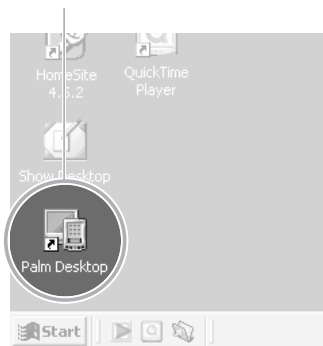 HomeSite
4.5.2
QuickTime
Player
Show Desktop
Palm Desktop
Start